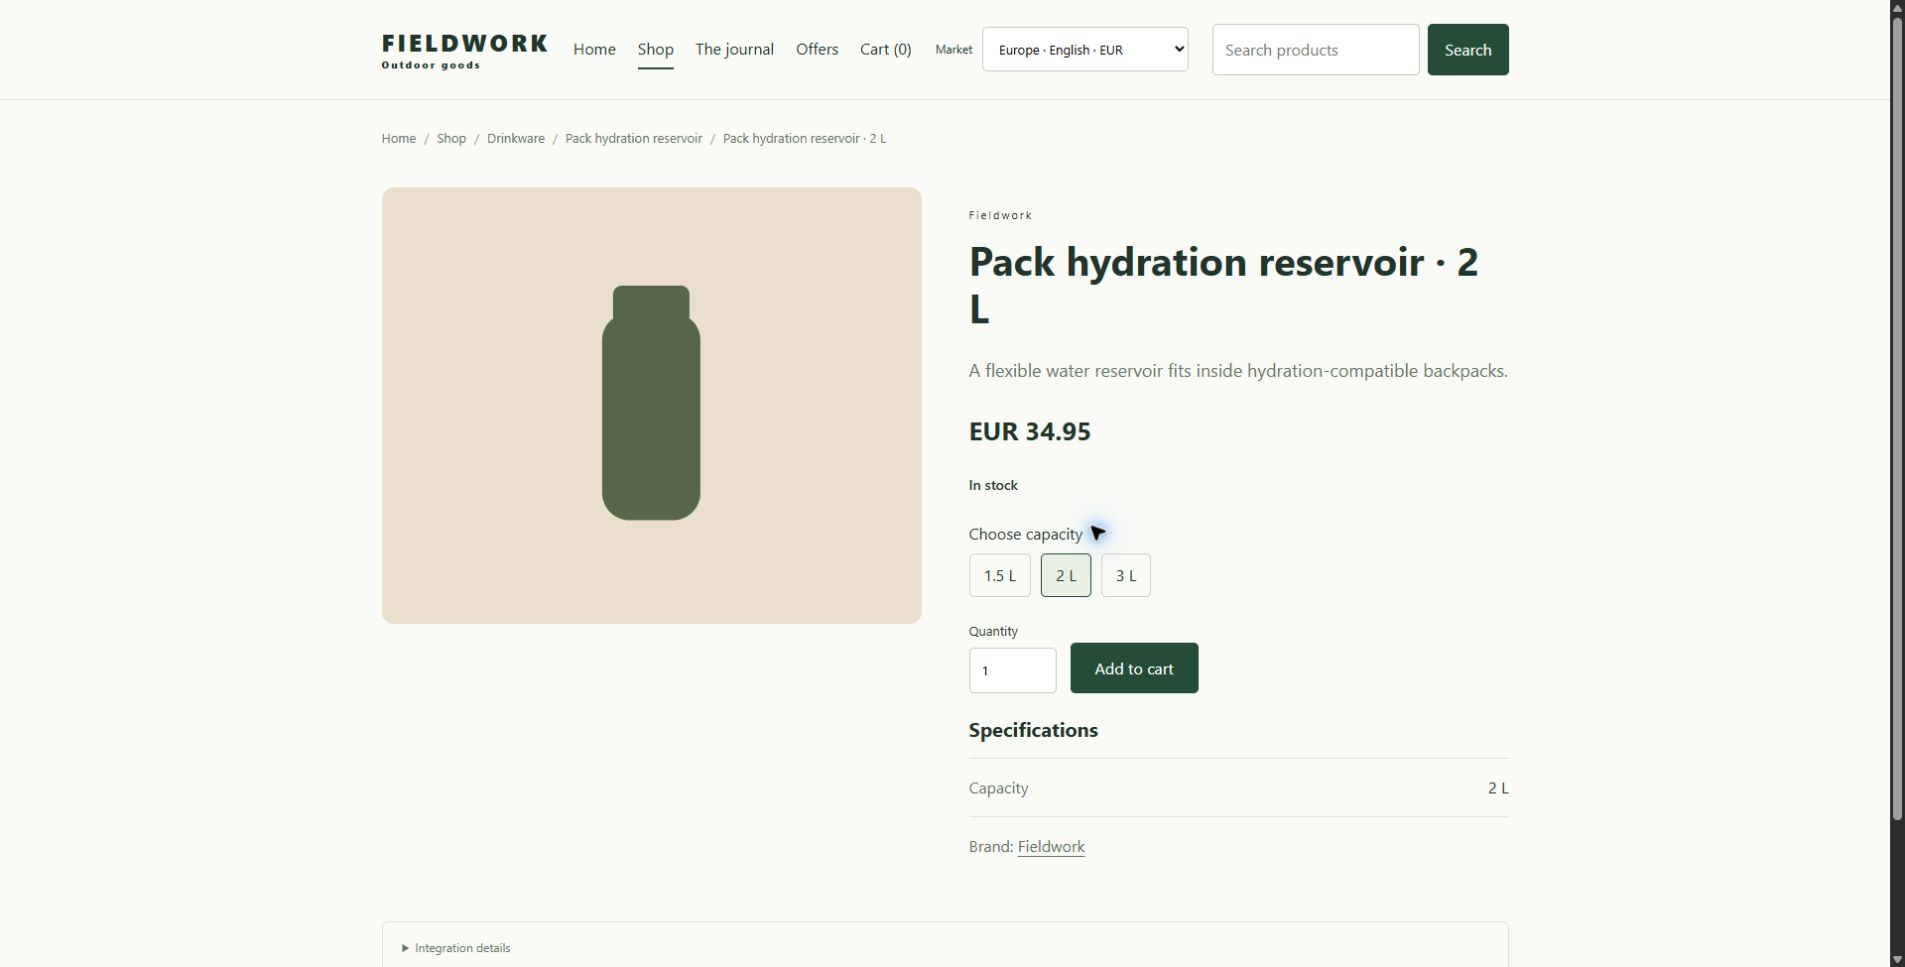 FIELDWORK
Outdoor goods
Home
Shop
The journal
Offers
Cart (0)
Market
Europe · English · EUR
Search products
Search
Home / Shop / Drinkware / Pack hydration reservoir / Pack hydration reservoir · 2 L
Fieldwork
Pack hydration reservoir · 2
L
A flexible water reservoir fits inside hydration-compatible backpacks.
EUR 34.95
In stock
Choose capacity
1.5 L
2 L
3 L
Quantity
1
Add to cart
Specifications
Capacity 2 L
Brand: Fieldwork
Integration details